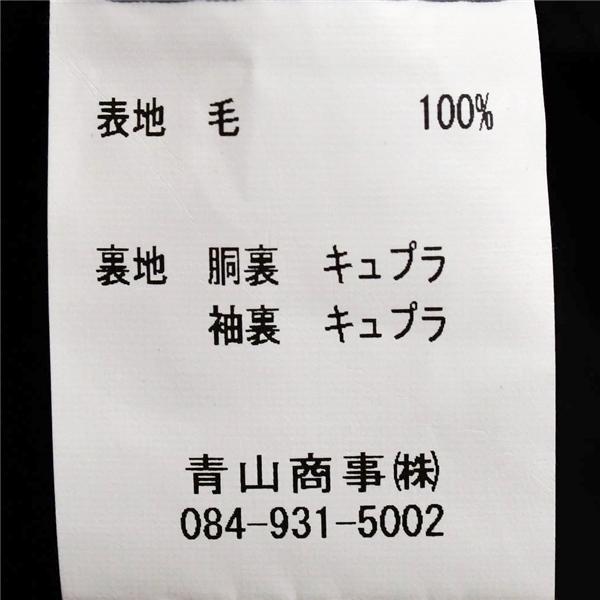 表地 毛 100%
裏地 胴裏 キュプラ
袖裏 キュプラ
青山商事㈱
084-931-5002